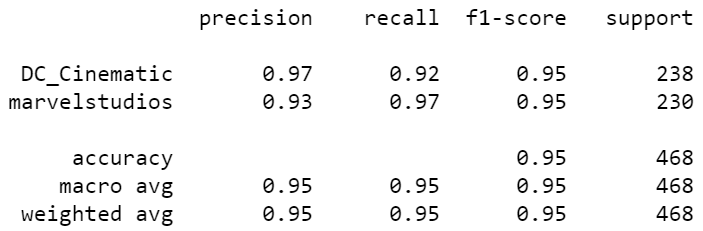 precision recall f1-score support
DC_Cinematic 0.97 0.92 0.95 238
marvelstudios 0.93 0.97 0.95 230
accuracy 0.95 468
macro avg 0.95 0.95 0.95 468
weighted avg 0.95 0.95 0.95 468